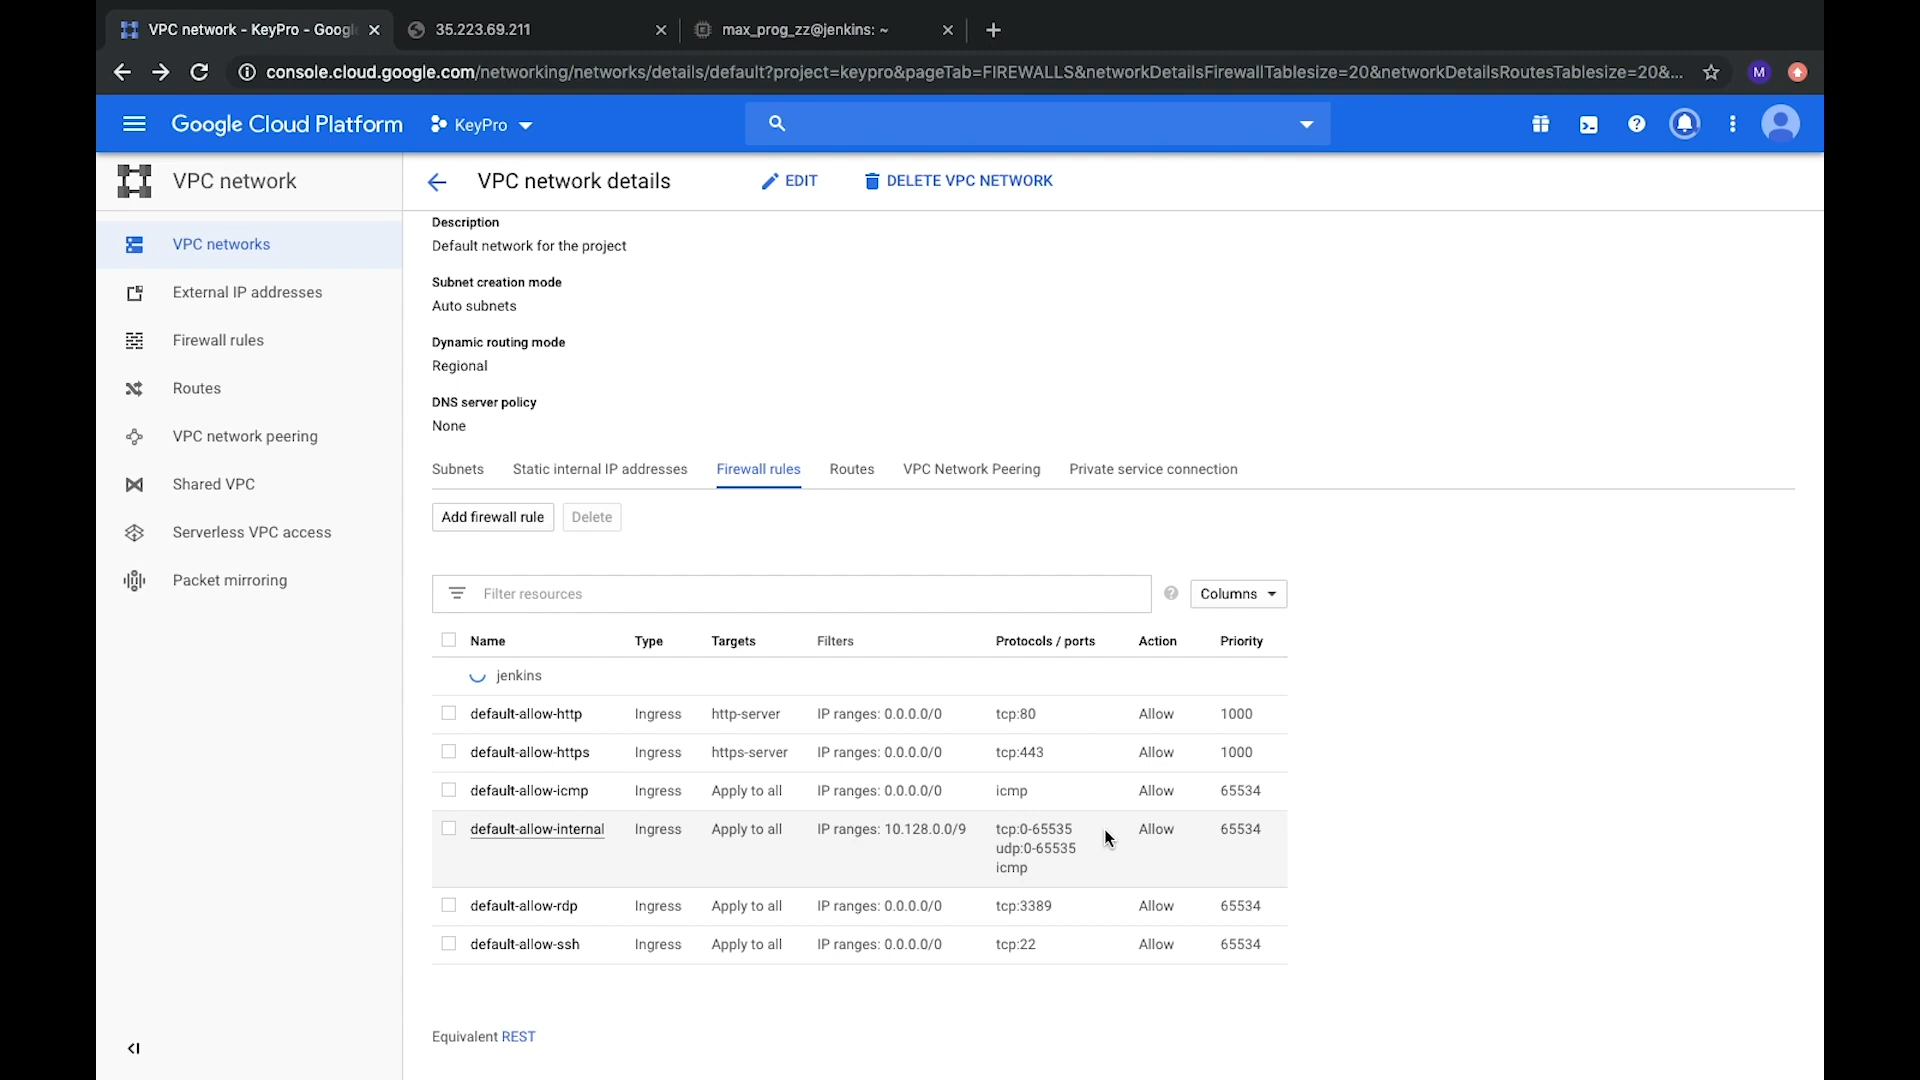 VPC network - KeyPro - Googl
35.223.69.211
max_prog_zz@jenkins: ~
console.cloud.google.com/networking/networks/details/default?project=keypro&pageTab=FIREWALLS&networkDetailsFirewallTablesize=20&networkDetailsRoutesTablesize=20&...
M
Google Cloud Platform
KeyPro
VPC network
VPC network details
EDIT
DELETE VPC NETWORK
VPC networks
External IP addresses
Firewall rules
Routes
VPC network peering
Shared VPC
Serverless VPC access
Packet mirroring
Description
Default network for the project
Subnet creation mode
Auto subnets
Dynamic routing mode
Regional
DNS server policy
None
Subnets Static internal IP addresses Firewall rules Routes VPC Network Peering Private service connection
Add firewall rule Delete
Filter resources
Columns
Name Type Targets Filters Protocols / ports Action Priority
jenkins
default-allow-http Ingress http-server IP ranges: 0.0.0.0/0 tcp:80 Allow 1000
default-allow-https Ingress https-server IP ranges: 0.0.0.0/0 tcp:443 Allow 1000
default-allow-icmp Ingress Apply to all IP ranges: 0.0.0.0/0 icmp Allow 65534
default-allow-internal Ingress Apply to all IP ranges: 10.128.0.0/9 tcp:0-65535 Allow 65534
udp:0-65535
icmp
default-allow-rdp Ingress Apply to all IP ranges: 0.0.0.0/0 tcp:3389 Allow 65534
default-allow-ssh Ingress Apply to all IP ranges: 0.0.0.0/0 tcp:22 Allow 65534
Equivalent REST